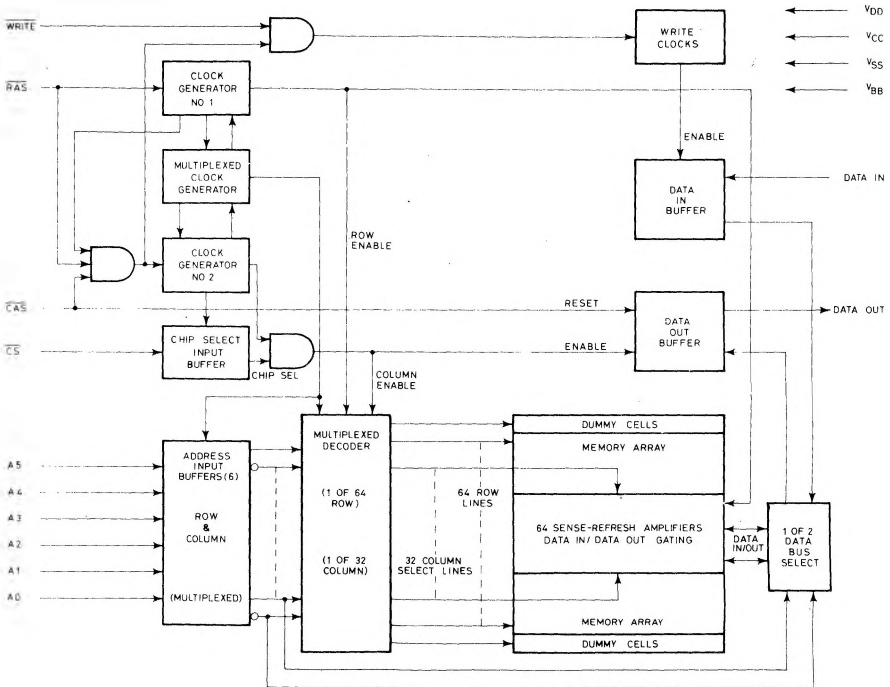 WRITE
RAS
CAS
CS
A5
A4
A3
A2
A1
A0
CLOCK
GENERATOR
NO 1
MULTIPLEXED
CLOCK
GENERATOR
CLOCK
GENERATOR
NO.2
CHIP SELECT
INPUT
BUFFER
CHIP SEL
ROW
ENABLE
COLUMN
ENABLE
WRITE
CLOCKS
ENABLE
DATA
IN
BUFFER
RESET
ENABLE
DATA
OUT
BUFFER
VDD
VCC
VSS
VBB
DATA IN
DATA OUT
ADDRESS
INPUT
BUFFERS(6)
ROW
&
COLUMN
(MULTIPLEXED)
MULTIPLEXED
DECODER
(1 OF 64
ROW)
(1 OF 32
COLUMN)
64 ROW
LINES
32 COLUMN
SELECT LINES
DUMMY CELLS
MEMORY ARRAY
64 SENSE-REFRESH AMPLIFIERS
DATA IN/DATA OUT GATING
MEMORY ARRAY
DUMMY CELLS
DATA
IN/OUT
1 OF 2
DATA
BUS
SELECT